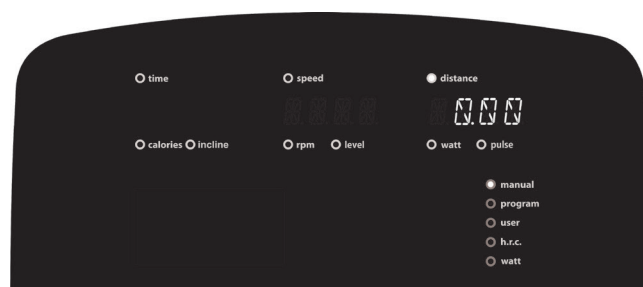 time speed distance
0.00
calories incline rpm level watt pulse
manual
program
user
h.r.c.
watt